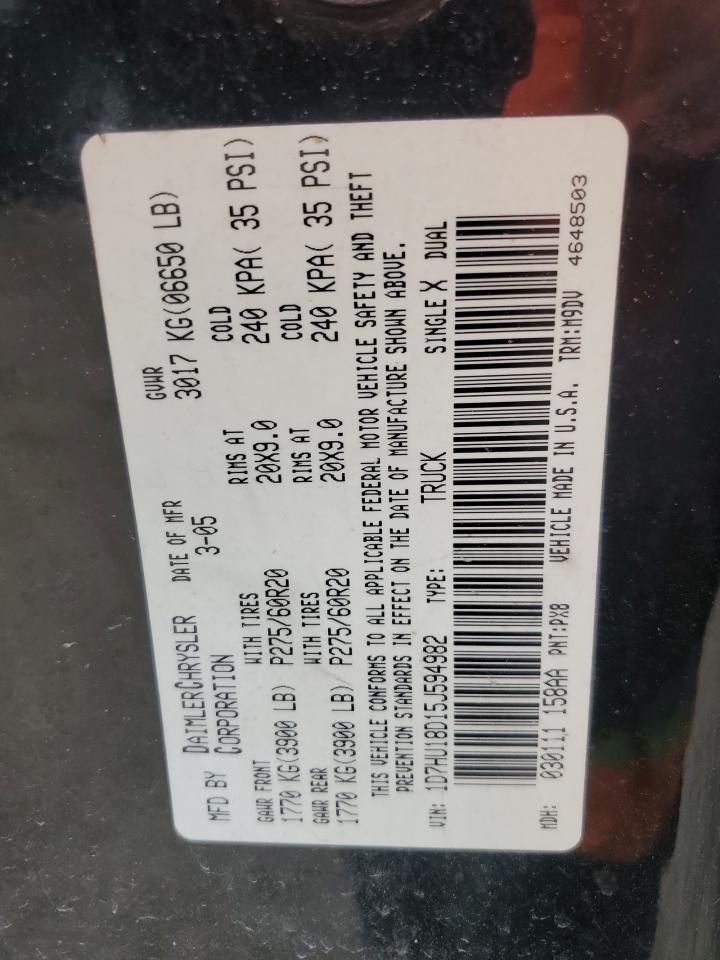 MFD BY DAIMLERCHRYSLER CORPORATION DATE OF MFR 3-05 GVWR 3017 KG(06650 LB)
GAWR FRONT WITH TIRES RIMS AT COLD
1770 KG(3900 LB) P275/60R20 20X9.0 240 KPA( 35 PSI)
GAWR REAR WITH TIRES RIMS AT COLD
1770 KG(3900 LB) P275/60R20 20X9.0 240 KPA( 35 PSI)
THIS VEHICLE CONFORMS TO ALL APPLICABLE FEDERAL MOTOR VEHICLE SAFETY AND THEFT
PREVENTION STANDARDS IN EFFECT ON THE DATE OF MANUFACTURE SHOWN ABOVE.
VIN: 1D7HU18D15J594982 TYPE: TRUCK SINGLE X DUAL
MDH: 030111 158AA PNT:PX8 VEHICLE MADE IN U.S.A. TRM:M9DV 4648503